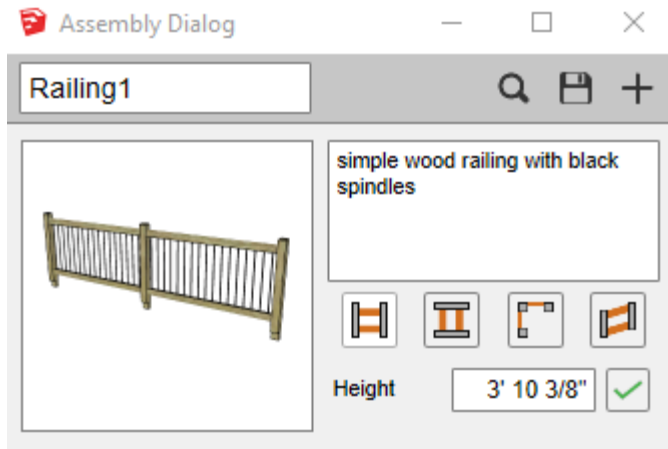 Assembly Dialog
Railing1
simple wood railing with black
spindles
Height
3' 10 3/8"